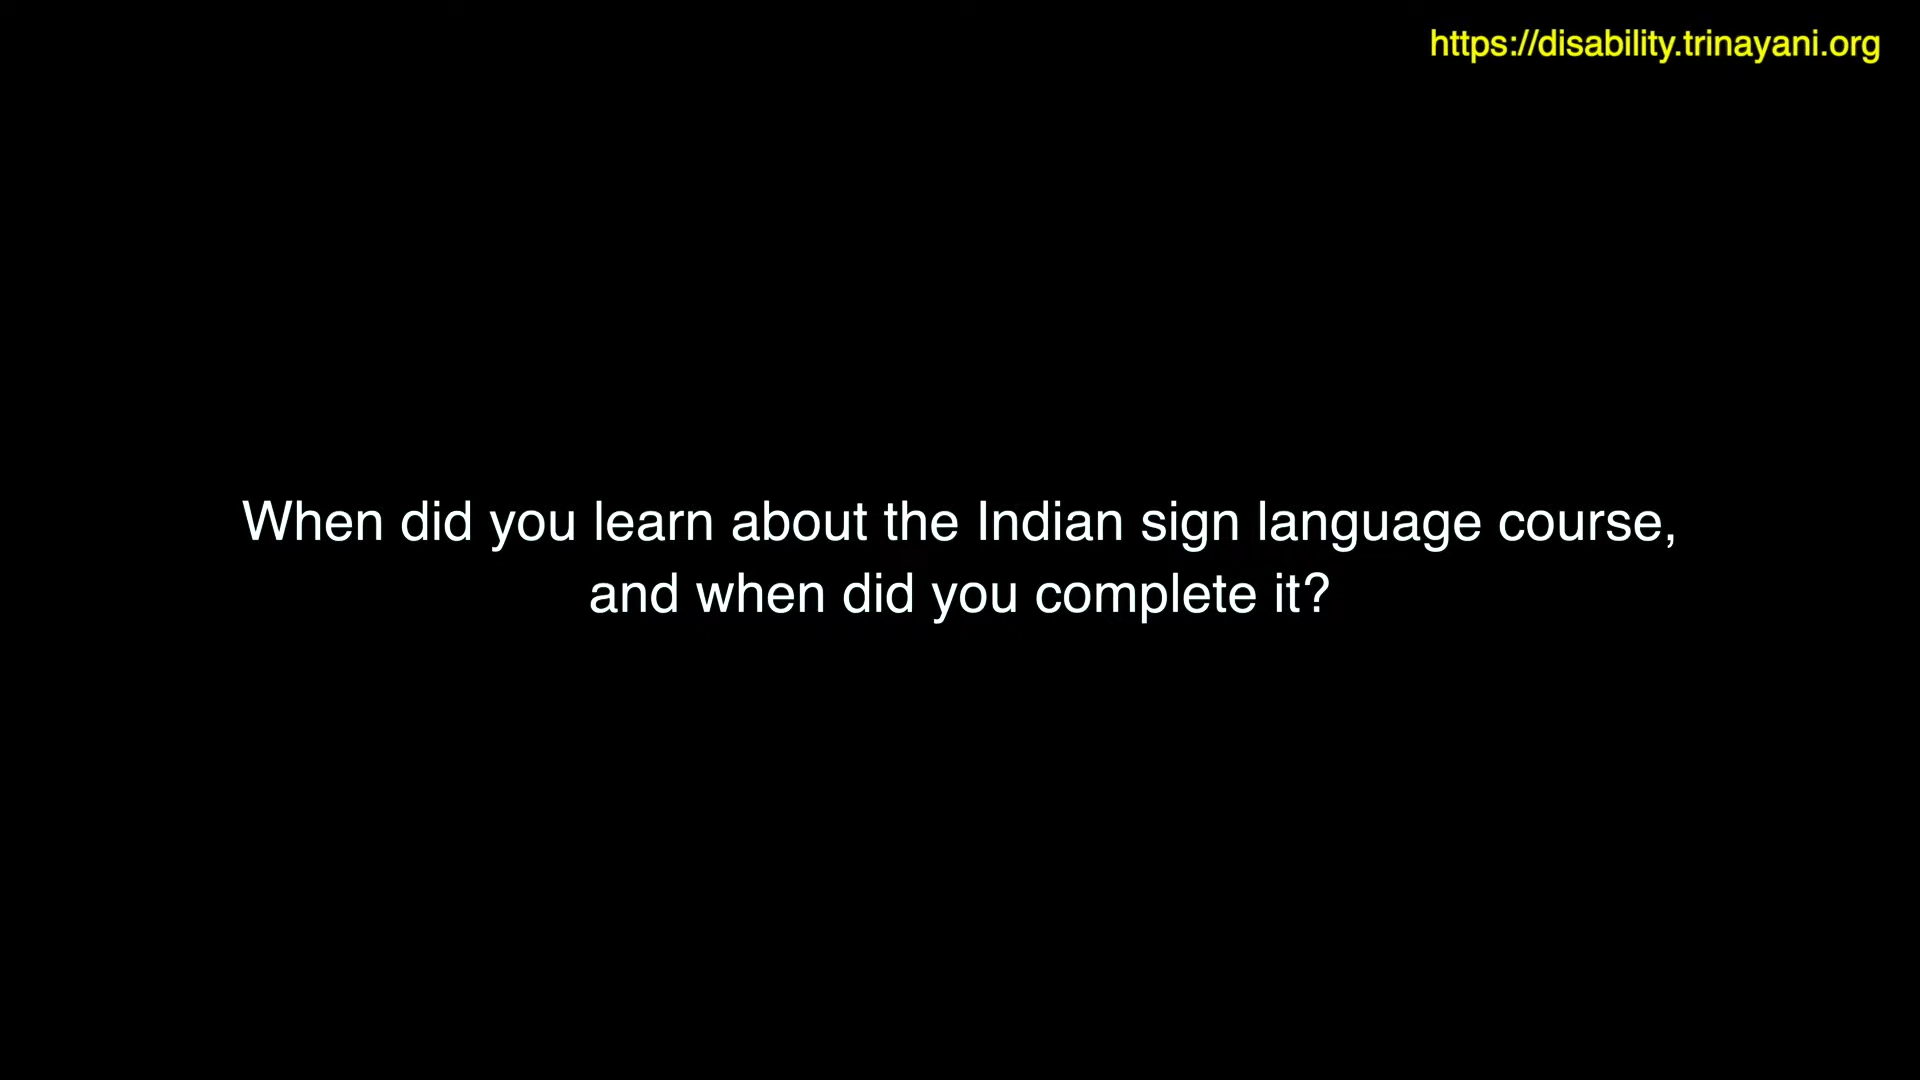 https://disability.trinayani.org
When did you learn about the Indian sign language course,
and when did you complete it?